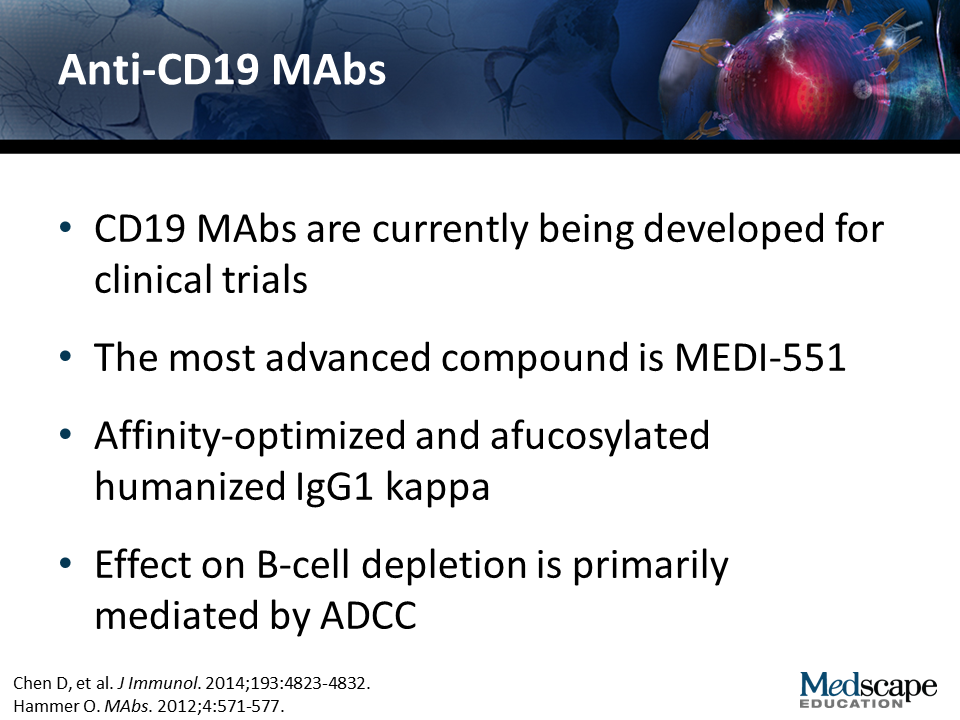 Anti-CD19 MAbs
• CD19 MAbs are currently being developed for
clinical trials
• The most advanced compound is MEDI-551
• Affinity-optimized and afucosylated
humanized IgG1 kappa
• Effect on B-cell depletion is primarily
mediated by ADCC
Chen D, et al. J Immunol. 2014;193:4823-4832.
Hammer O. MAbs. 2012;4:571-577.
Medscape
EDUCATION